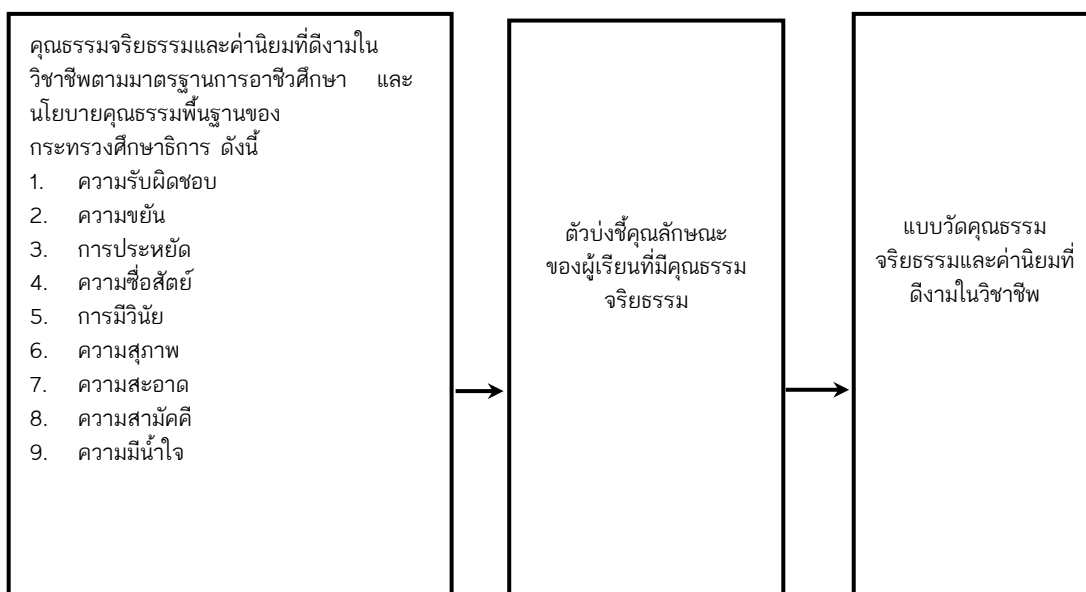 คุณธรรมจริยธรรมและค่านิยมที่ดีงามใน
วิชาชีพตามมาตรฐานการอาชีวศึกษา และ
นโยบายคุณธรรมพื้นฐานของ
กระทรวงศึกษาธิการ ดังนี้
1. ความรับผิดชอบ
2. ความขยัน
3. การประหยัด
4. ความซื่อสัตย์
5. การมีวินัย
6. ความสุภาพ
7. ความสะอาด
8. ความสามัคคี
9. ความมีน้ำใจ
ตัวบ่งชี้คุณลักษณะ
ของผู้เรียนที่มีคุณธรรม
จริยธรรม
แบบวัดคุณธรรม
จริยธรรมและค่านิยมที่
ดีงามในวิชาชีพ